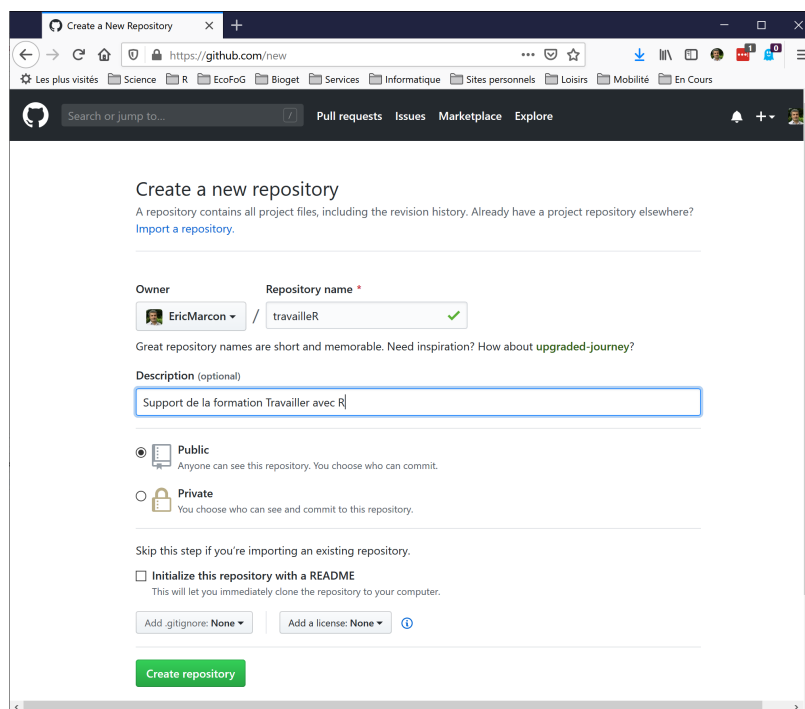 Create a New Repository
https://github.com/new
1
0
Les plus visités Science R EcoFoG Bioget Services Informatique Sites personnels Loisirs Mobilité En Cours
Search or jump to... / Pull requests Issues Marketplace Explore
Create a new repository
A repository contains all project files, including the revision history. Already have a project repository elsewhere?
Import a repository.
Owner Repository name *
EricMarcon / travailleR
Great repository names are short and memorable. Need inspiration? How about upgraded-journey?
Description (optional)
Support de la formation Travailler avec R
Public
Anyone can see this repository. You choose who can commit.
Private
You choose who can see and commit to this repository.
Skip this step if you're importing an existing repository.
Initialize this repository with a README
This will let you immediately clone the repository to your computer.
Add .gitignore: None Add a license: None
Create repository